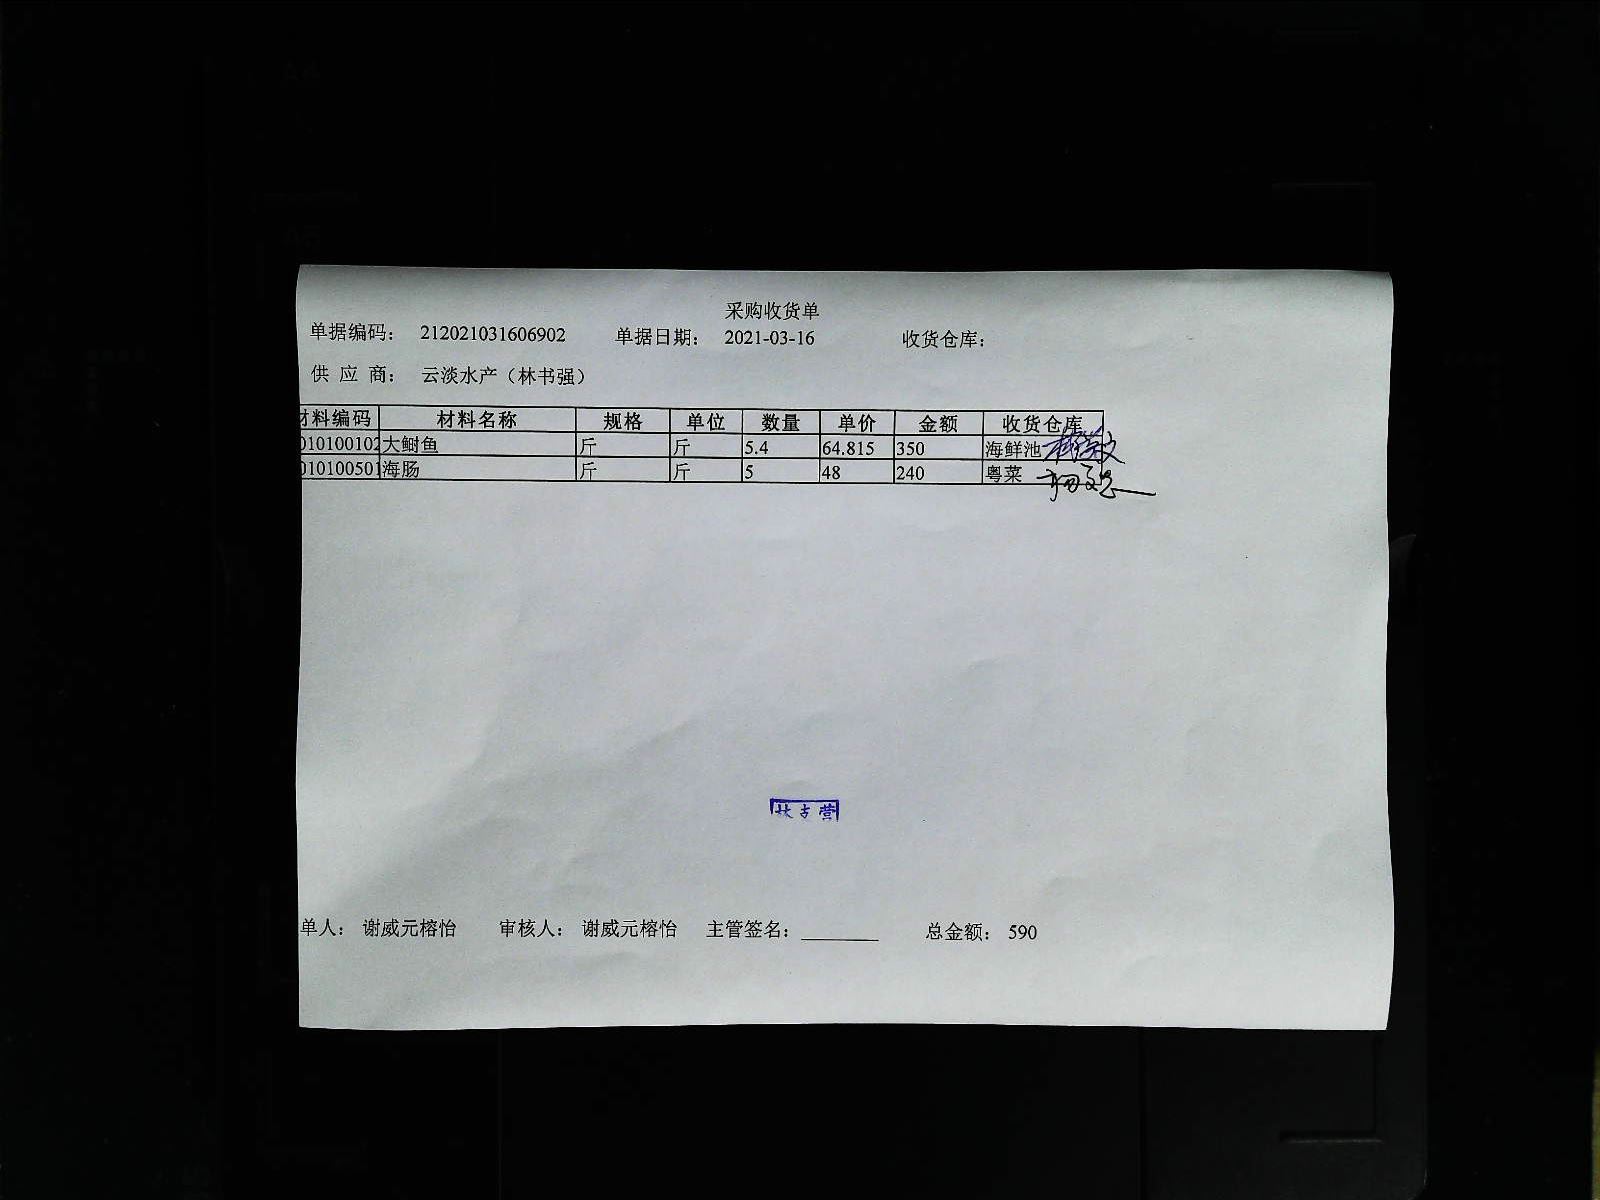 采购收货单
单据编码： 212021031606902 单据日期： 2021-03-16 收货仓库：
供 应 商： 云淡水产（林书强）
材料编码 材料名称 规格 单位 数量 单价 金额 收货仓库
010100102 大鲥鱼 斤 斤 5.4 64.815 350 海鲜池
010100501 海肠 斤 斤 5 48 240 粤菜
单人： 谢威元榕怡 审核人： 谢威元榕怡 主管签名：________ 总金额： 590